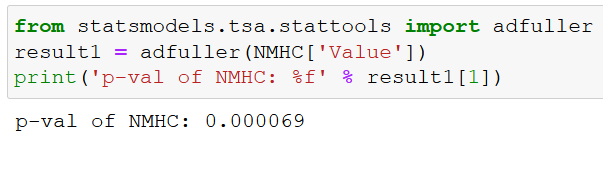 from statsmodels.tsa.stattools import adfuller
result1 = adfuller(NMHC['Value'])
print('p-val of NMHC: %f' % result1[1])
p-val of NMHC: 0.000069